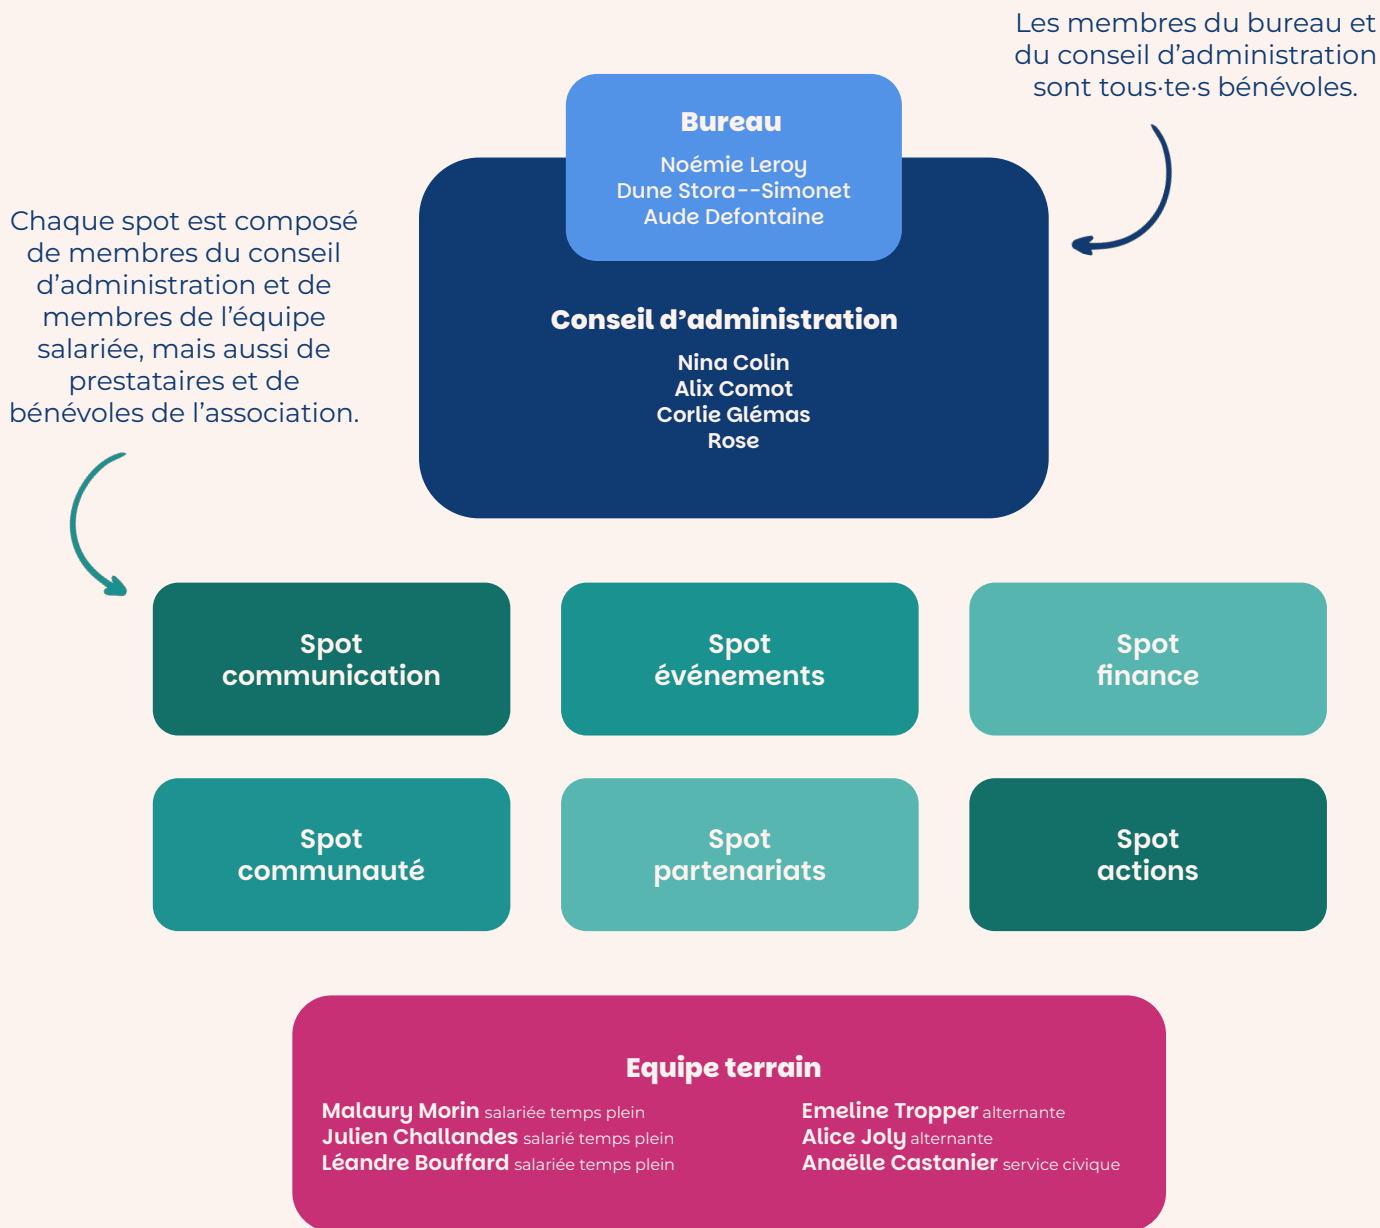 Les membres du bureau et
du conseil d’administration
sont tous·te·s bénévoles.
Bureau
Noémie Leroy
Dune Stora--Simonet
Aude Defontaine
Chaque spot est composé
de membres du conseil
d’administration et de
membres de l’équipe
salariée, mais aussi de
prestataires et de
bénévoles de l’association.
Conseil d’administration
Nina Colin
Alix Comot
Corlie Glémas
Rose
Spot
communication
Spot
événements
Spot
finance
Spot
communauté
Spot
partenariats
Spot
actions
Equipe terrain
Malaury Morin salariée temps plein
Julien Challandes salarié temps plein
Léandre Bouffard salariée temps plein
Emeline Tropper alternante
Alice Joly alternante
Anaëlle Castanier service civique